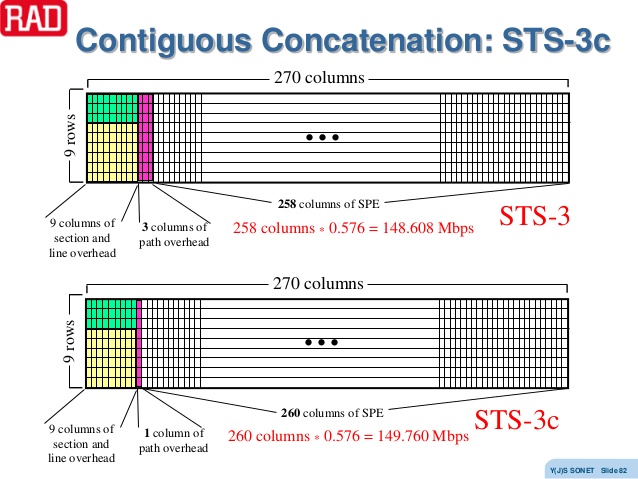 RAD
Contiguous Concatenation: STS-3c
270 columns
9 rows
9 columns of
section and
line overhead
3 columns of
path overhead
258 columns of SPE
258 columns * 0.576 = 148.608 Mbps
STS-3
270 columns
9 rows
9 columns of
section and
line overhead
1 column of
path overhead
260 columns of SPE
260 columns * 0.576 = 149.760 Mbps
STS-3c
Y(J)S SONET Slide 82